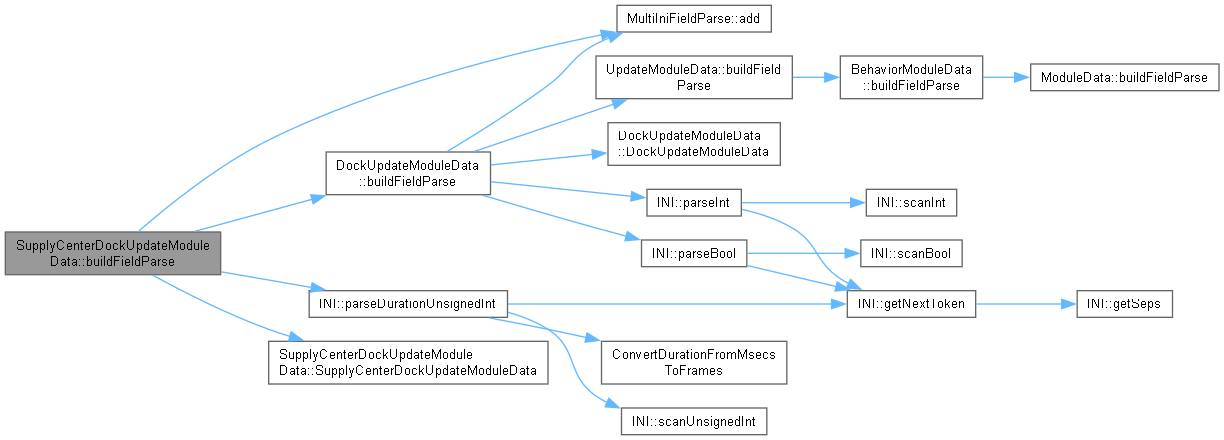 MultiIniFieldParse::add
UpdateModuleData::buildField
Parse
BehaviorModuleData
::buildFieldParse
ModuleData::buildFieldParse
DockUpdateModuleData
::DockUpdateModuleData
DockUpdateModuleData
::buildFieldParse
INI::parseInt
INI::scanInt
SupplyCenterDockUpdateModule
Data::buildFieldParse
INI::parseBool
INI::scanBool
INI::parseDurationUnsignedInt
INI::getNextToken
INI::getSeps
SupplyCenterDockUpdateModule
Data::SupplyCenterDockUpdateModuleData
ConvertDurationFromMsecs
ToFrames
INI::scanUnsignedInt